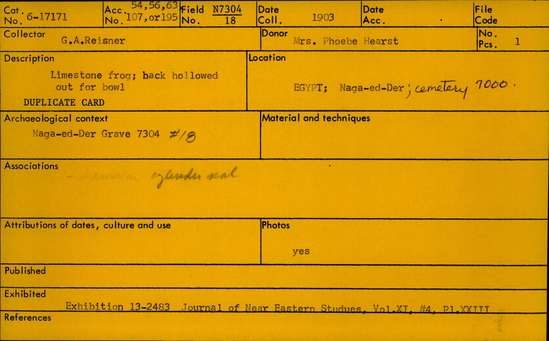 Cat. No. 6-17171 Acc. No. 54,56,63 107,or195 Field No. N7304 18 Date Coll. 1903 Date Acc. File Code
Collector G.A.Reisner Donor Mrs. Phoebe Hearst No. Pcs. 1
Description Location
Limestone frog; back hollowed
out for bowl EGYPT; Naga-ed-Der; cemetery 7000.
DUPLICATE CARD
Archaeological context Material and techniques
Naga-ed-Der Grave 7304 #18
Associations
cylinder seal
Attributions of dates, culture and use Photos
yes
Published
Exhibited
Exhibition 13-2483 Journal of Near Eastern Studues, Vol.XI, #4, Pl.XXIII
References